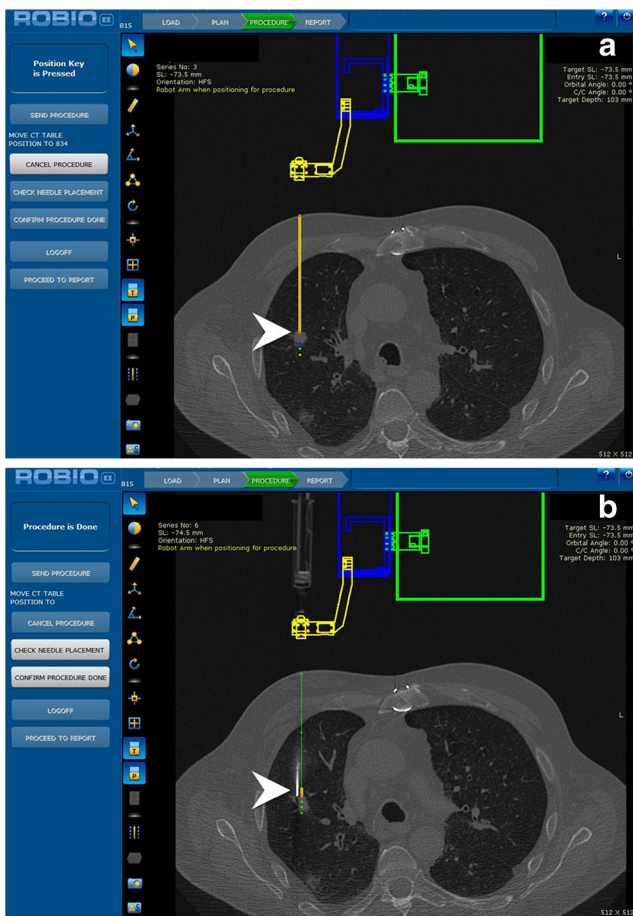 ROBIO EX
B15
LOAD
PLAN
PROCEDURE
REPORT
?
a
Position Key
is Pressed
SEND PROCEDURE
MOVE CT TABLE
POSITION TO 834
CANCEL PROCEDURE
CHECK NEEDLE PLACEMENT
CONFIRM PROCEDURE DONE
LOGOFF
PROCEED TO REPORT
T
P
Series No: 3
SL: -73.5 mm
Orientation: HFS
Robot Arm when positioning for procedure
Target SL: -73.5 mm
Entry SL: -73.5 mm
Orbital Angle: 0.00 °
C/C Angle: 0.00 °
Target Depth: 103 mm
L
512 X 512
ROBIO EX
B15
LOAD
PLAN
PROCEDURE
REPORT
?
b
Procedure is Done
SEND PROCEDURE
MOVE CT TABLE
POSITION TO
CANCEL PROCEDURE
CHECK NEEDLE PLACEMENT
CONFIRM PROCEDURE DONE
LOGOFF
PROCEED TO REPORT
T
P
Series No: 6
SL: -74.5 mm
Orientation: HFS
Robot Arm when positioning for procedure
Target SL: -73.5 mm
Entry SL: -73.5 mm
Orbital Angle: 0.00 °
C/C Angle: 0.00 °
Target Depth: 103 mm
L
512 X 512